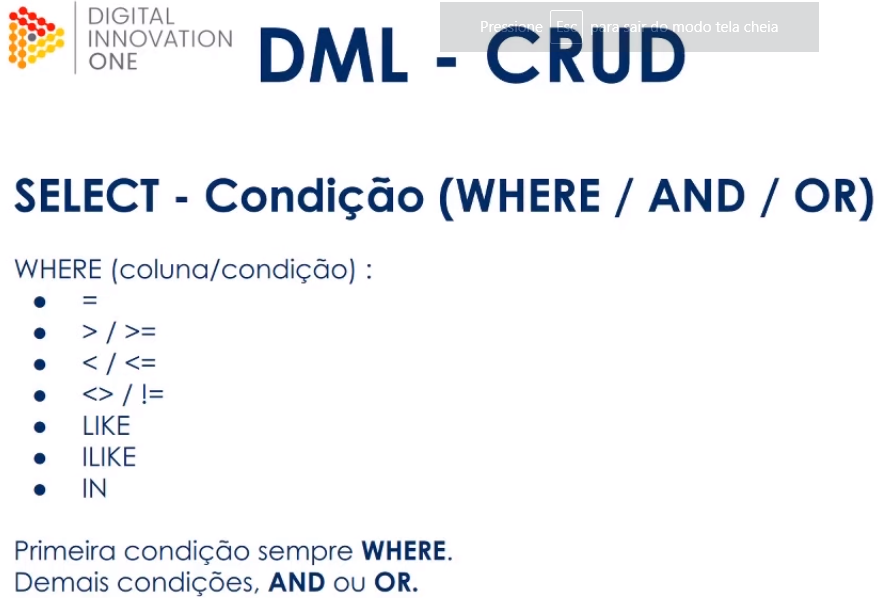 DIGITAL
INNOVATION
ONE
Pressione Esc para sair do modo tela cheia
DML - CRUD
SELECT - Condição (WHERE / AND / OR)
WHERE (coluna/condição) :
● =
● > / >=
● < / <=
● <> / !=
● LIKE
● ILIKE
● IN
Primeira condição sempre WHERE.
Demais condições, AND ou OR.